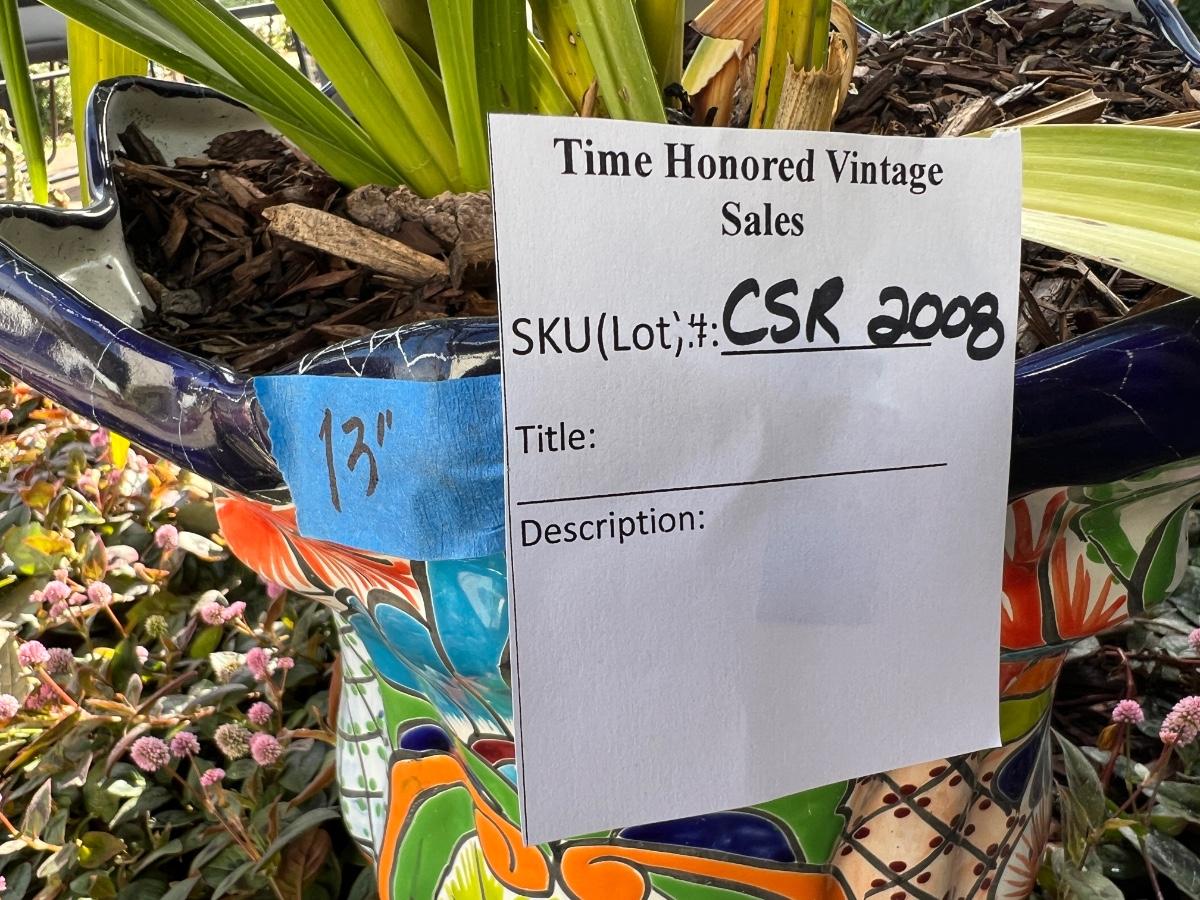 Time Honored Vintage
Sales
SKU(Lot)#: CSR 2008
13"
Title:
Description: